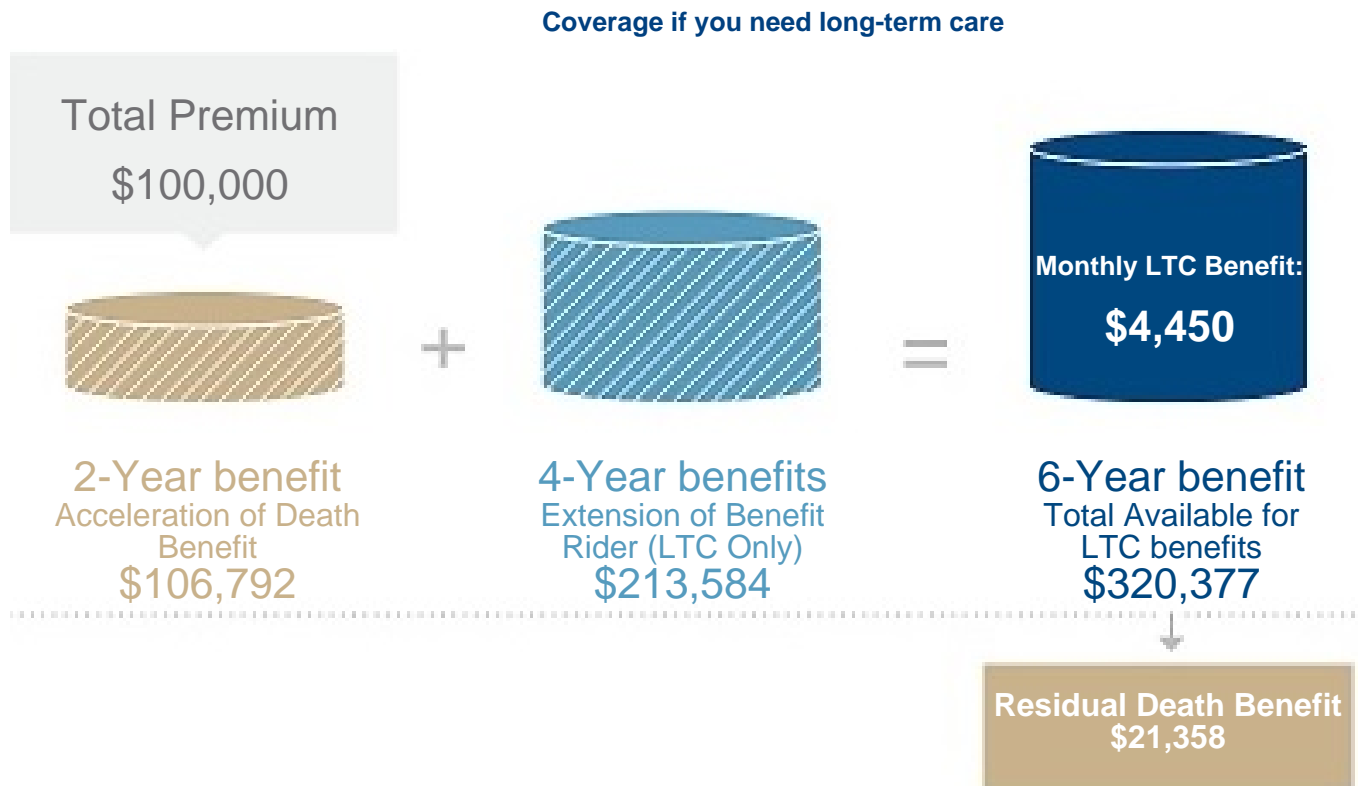 Coverage if you need long-term care
Total Premium
$100,000
+
=
Monthly LTC Benefit:
$4,450
2-Year benefit
Acceleration of Death
Benefit
$106,792
4-Year benefits
Extension of Benefit
Rider (LTC Only)
$213,584
6-Year benefit
Total Available for
LTC benefits
$320,377
Residual Death Benefit
$21,358